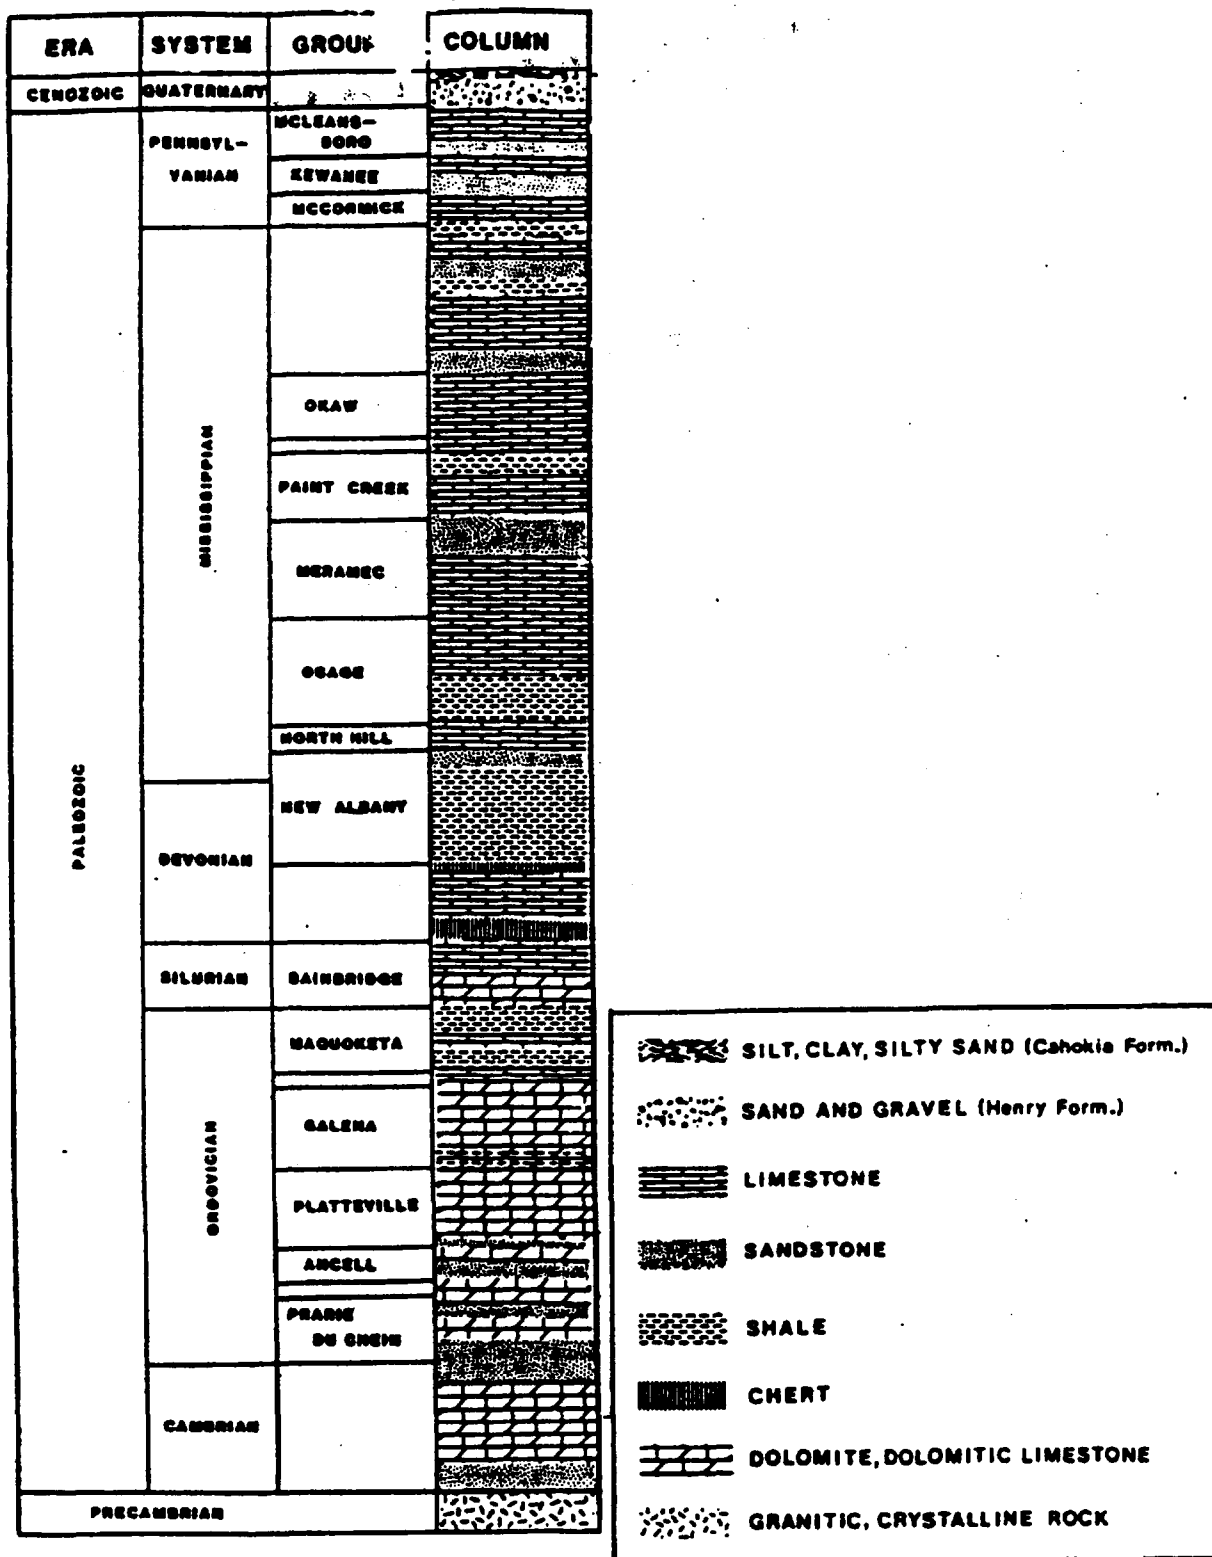 ERA SYSTEM GROUP COLUMN
CENOZOIC QUATERNARY
PALEOZOIC
PENNSYL-
VANIAN
MCLEANS-
BORO
KEWANEE
MCCORMICK
MISSISSIPPIAN
OKAW
PAINT CREEK
MERAMEC
OSAGE
NORTH HILL
NEW ALBANY
DEVONIAN
SILURIAN BAINBRIDGE
ORDOVICIAN
MAQUOKETA
GALENA
PLATTEVILLE
ANCELL
PRARIE
DU CHEIN
CAMBRIAN
PRECAMBRIAN
SILT, CLAY, SILTY SAND (Cahokia Form.)
SAND AND GRAVEL (Henry Form.)
LIMESTONE
SANDSTONE
SHALE
CHERT
DOLOMITE, DOLOMITIC LIMESTONE
GRANITIC, CRYSTALLINE ROCK